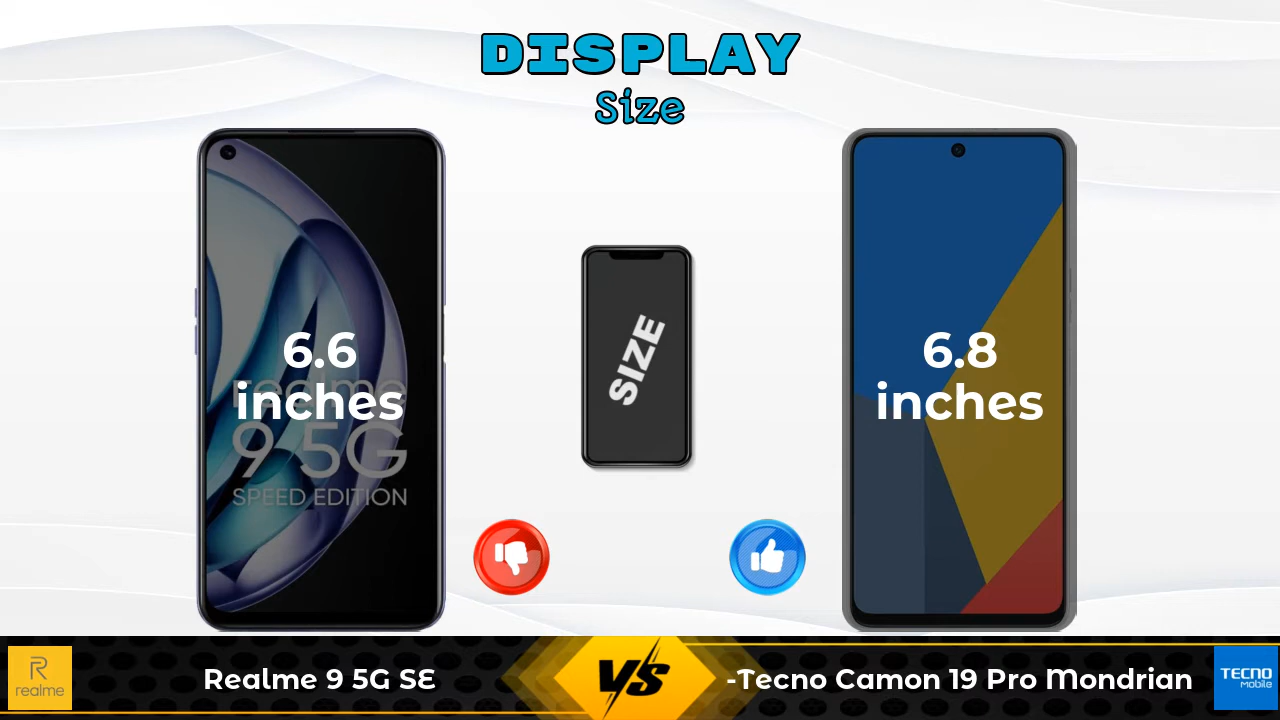 DISPLAY
Size
6.6
inches
realme
9 5G
SPEED EDITION
SIZE
6.8
inches
R
realme
Realme 9 5G SE
VS
-Tecno Camon 19 Pro Mondrian
TECNO
mobile